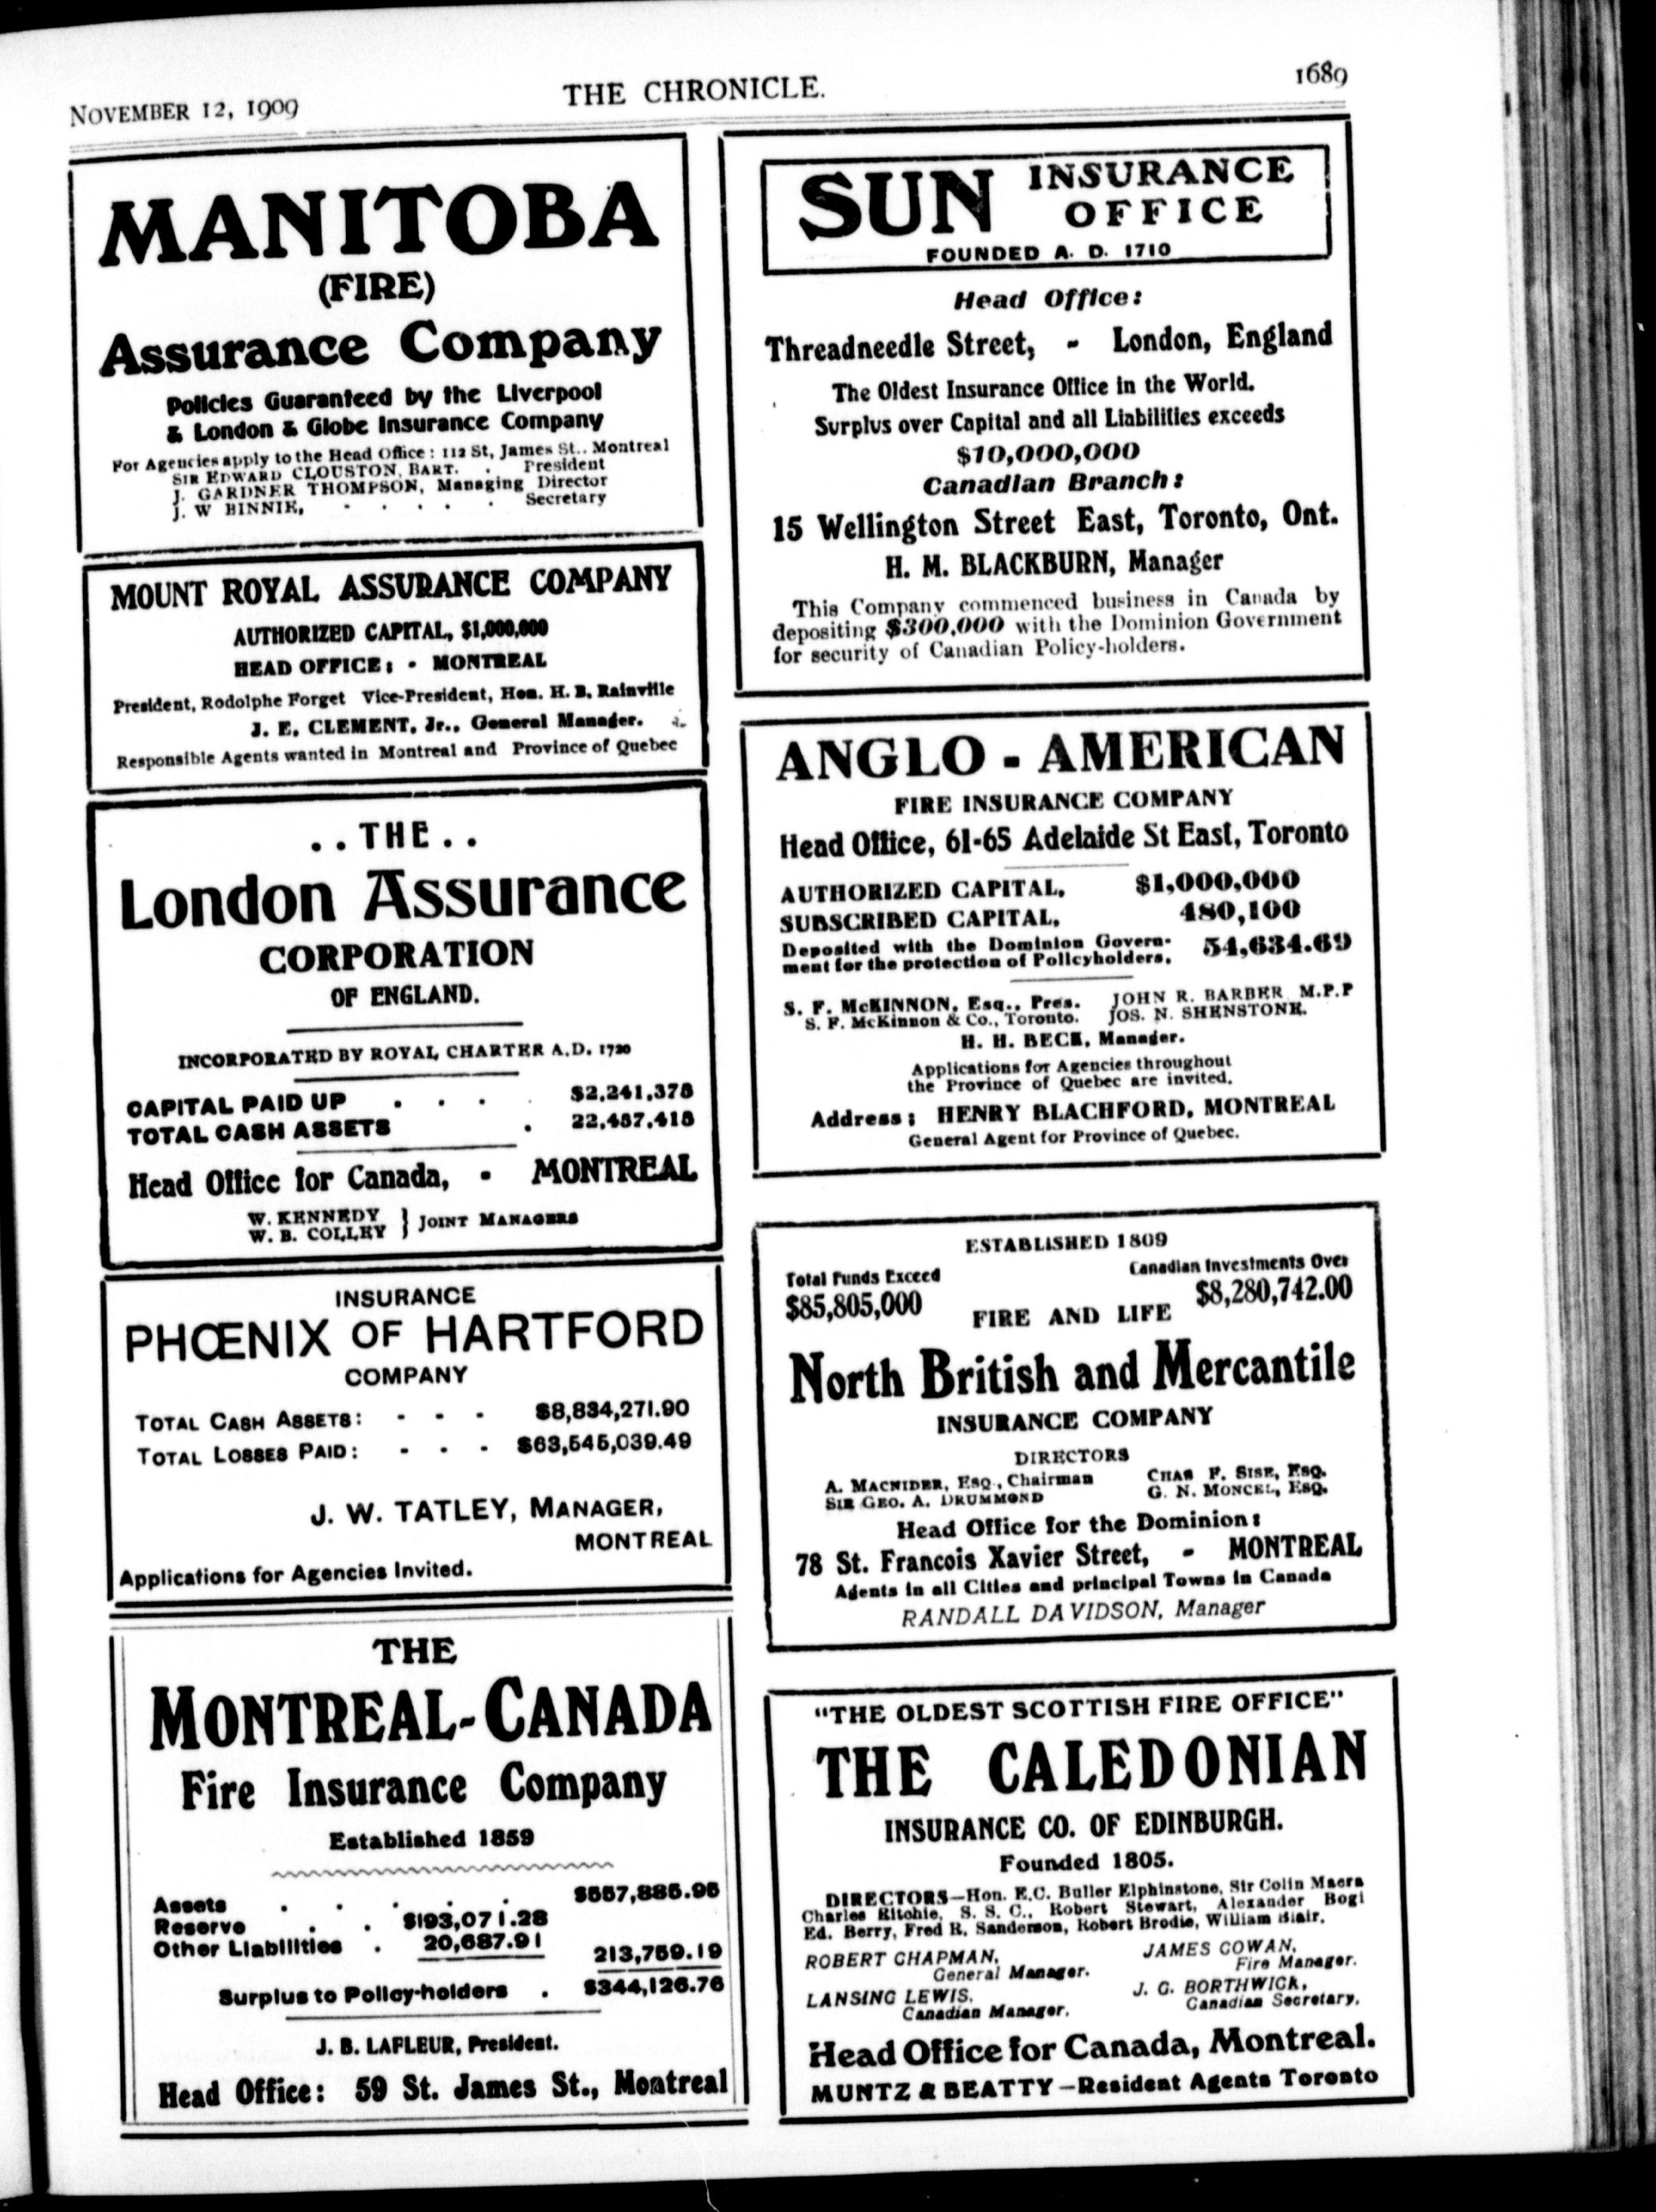 NOVEMBER 12, 1909
THE CHRONICLE.
1689
MANITOBA
(FIRE)
Assurance Company
Policies Guaranteed by the Liverpool
& London & Globe Insurance Company
For Agencies apply to the Head Office : 112 St, James St.. Montreal
SIR EDWARD CLOUSTON, BART. . President
J. GARDNER THOMPSON, Managing Director
J. W BINNIE, - . . . . Secretary
MOUNT ROYAL ASSURANCE COMPANY
AUTHORIZED CAPITAL, $1,000,000
HEAD OFFICE; - MONTREAL
President, Rodolphe Forget Vice-President, Hon. H. B. Rainville
J. E. CLEMENT, Jr., General Manager.
Responsible Agents wanted in Montreal and Province of Quebec
. . THE . .
London Assurance
CORPORATION
OF ENGLAND.
INCORPORATED BY ROYAL CHARTER A.D. 1720
CAPITAL PAID UP . . . . $2,241,375
TOTAL CASH ASSETS . 22,457,415
Head Office for Canada, - MONTREAL
W. KENNEDY
W. B. COLLEY } JOINT MANAGERS
INSURANCE
PHŒNIX OF HARTFORD
COMPANY
TOTAL CASH ASSETS: - - - $8,834,271.90
TOTAL LOSSES PAID: - - - $63,545,039.49
J. W. TATLEY, MANAGER,
MONTREAL
Applications for Agencies Invited.
THE
MONTREAL-CANADA
Fire Insurance Company
Established 1859
Assets . . . . . $557,885.95
Reserve . . $193,071.28
Other Liabilities . 20,687.91 213,759.19
Surplus to Policy-holders . $344,126.76
J. B. LAFLEUR, President.
Head Office: 59 St. James St., Montreal
SUN INSURANCE
OFFICE
FOUNDED A. D. 1710
Head Office:
Threadneedle Street, - London, England
The Oldest Insurance Office in the World.
Surplus over Capital and all Liabilities exceeds
$10,000,000
Canadian Branch:
15 Wellington Street East, Toronto, Ont.
H. M. BLACKBURN, Manager
This Company commenced business in Canada by
depositing $300,000 with the Dominion Government
for security of Canadian Policy-holders.
ANGLO - AMERICAN
FIRE INSURANCE COMPANY
Head Office, 61-65 Adelaide St East, Toronto
AUTHORIZED CAPITAL, $1,000,000
SUBSCRIBED CAPITAL, 480,100
Deposited with the Dominion Govern-
ment for the protection of Policyholders, 54,634.69
S. F. McKINNON, Esq., Pres. JOHN R. BARBER M.P.P
S. F. McKinnon & Co., Toronto. JOS. N. SHENSTONE.
H. H. BECK, Manager.
Applications for Agencies throughout
the Province of Quebec are invited.
Address; HENRY BLACHFORD, MONTREAL
General Agent for Province of Quebec.
ESTABLISHED 1809
Total Funds Exceed Canadian Investments Over
$85,805,000 FIRE AND LIFE $8,280,742.00
North British and Mercantile
INSURANCE COMPANY
DIRECTORS
A. MACNIDER, ESQ., Chairman CHAS F. SISE, ESQ.
SIR GEO. A. DRUMMOND G. N. MONCEL, ESQ.
Head Office for the Dominion:
78 St. Francois Xavier Street, - MONTREAL
Agents in all Cities and principal Towns in Canada
RANDALL DAVIDSON, Manager
"THE OLDEST SCOTTISH FIRE OFFICE"
THE CALEDONIAN
INSURANCE CO. OF EDINBURGH.
Founded 1805.
DIRECTORS—Hon. E.C. Buller Elphinstone, Sir Colin Macra
Charles Ritchie, S. S. C., Robert Stewart, Alexander Bogi
Ed. Berry, Fred R. Sanderson, Robert Brodie, William Blair.
ROBERT CHAPMAN, JAMES COWAN,
General Manager. Fire Manager.
LANSING LEWIS, J. G. BORTHWICK,
Canadian Manager. Canadian Secretary.
Head Office for Canada, Montreal.
MUNTZ & BEATTY—Resident Agents Toronto